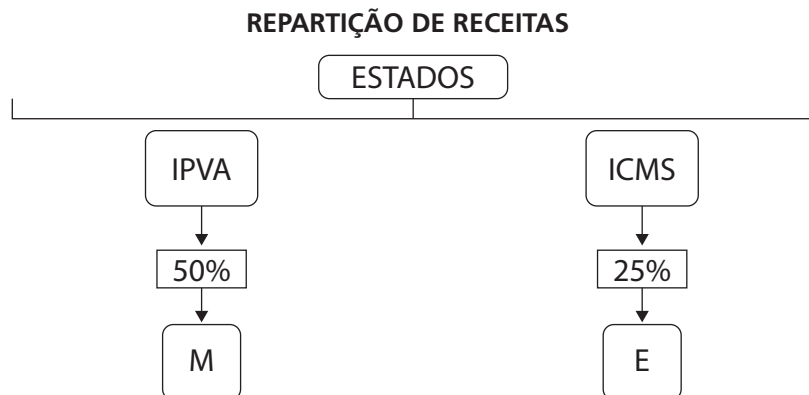 REPARTIÇÃO DE RECEITAS
ESTADOS
IPVA
ICMS
50%
25%
M
E